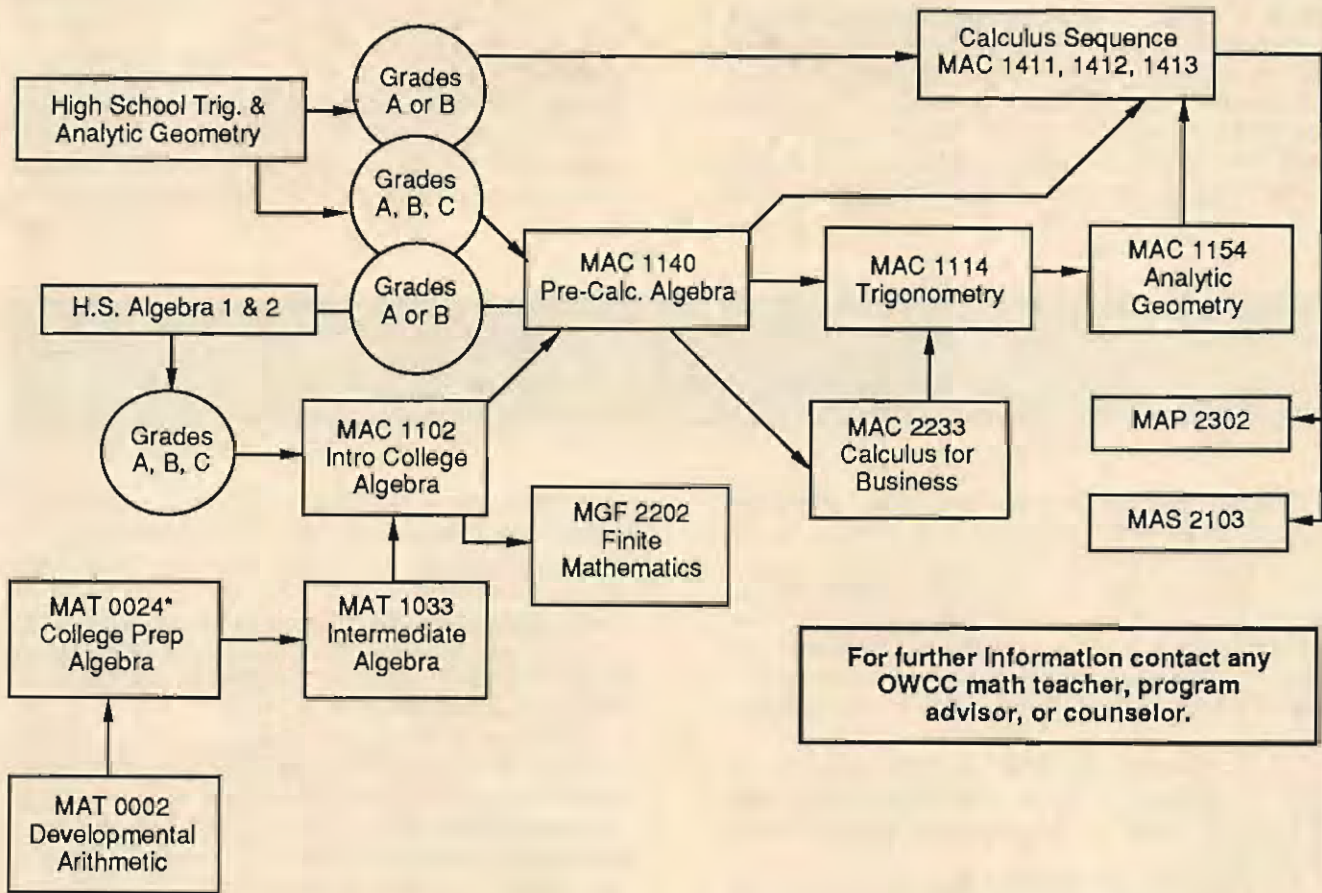 Grades
A or B
Calculus Sequence
MAC 1411, 1412, 1413
High School Trig. &
Analytic Geometry
Grades
A, B, C
MAC 1140
Pre-Calc. Algebra
MAC 1114
Trigonometry
MAC 1154
Analytic
Geometry
H.S. Algebra 1 & 2
Grades
A or B
Grades
A, B, C
MAC 1102
Intro College
Algebra
MAC 2233
Calculus for
Business
MAP 2302
MAS 2103
MGF 2202
Finite
Mathematics
MAT 0024*
College Prep
Algebra
MAT 1033
Intermediate
Algebra
For further Information contact any
OWCC math teacher, program
advisor, or counselor.
MAT 0002
Developmental
Arithmetic